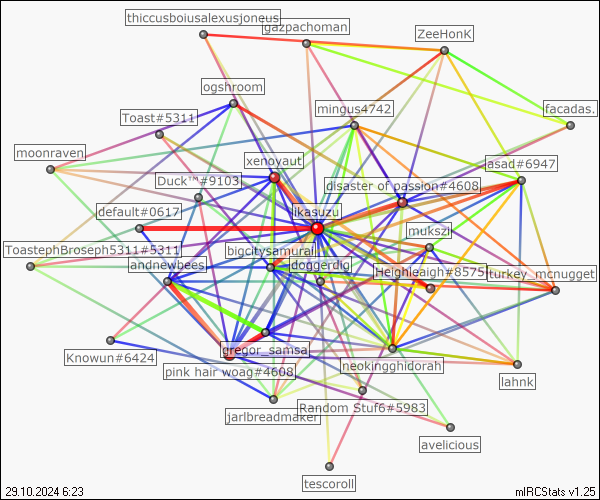 thiccusboiusalexusjoneus
gazpachoman
ZeeHonK
ogshroom
mingus4742
facadas.
Toast#5311
moonraven
xenoyaut
asad#6947
Duck™#9103
disaster of passion#4608
default#0617
likasuzu
mukszi
ToastephBroseph5311#5311
bigcitysamurai
andnewbees
doggerdig
Heighleaigh#8575
turkey_mcnugget
gregor_samsa
Knowun#6424
pink hair woag#4608
neokingghidorah
lahnk
jarlbreadmaker
Random Stuf6#5983
avelicious
tescoroll
29.10.2024 6:23
mIRCStats v1.25